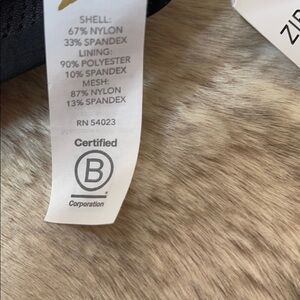 SHELL:
67% NYLON
33% SPANDEX
LINING:
90% POLYESTER
10% SPANDEX
MESH:
87% NYLON
13% SPANDEX
RN 54023
Certified
B
Corporation
ZIP